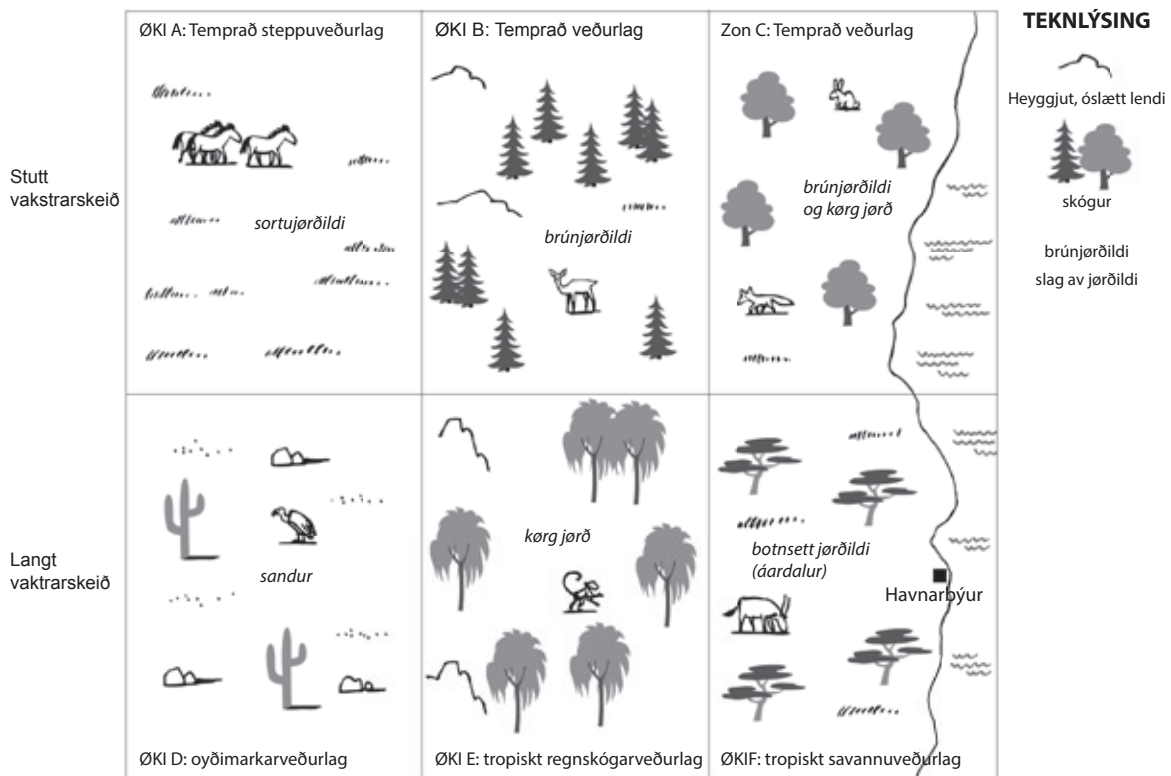 ØKI A: Temprað steppuveðurlag
ØKI B: Temprað veðurlag
Zon C: Temprað veðurlag
TEKNLÝSING
Heyggjut, óslætt lendi
skógur
brúnjørðildi
slag av jørðildi
Stutt
vakstrarskeið
sortujørðildi
brúnjørðildi
brúnjørðildi
og kørg jørð
Langt
vaktrarskeið
sandur
kørg jørð
botnsett jørðildi
(áardalur)
Havnarbýur
ØKI D: oyðimarkarveðurlag
ØKI E: tropiskt regnskógarveðurlag
ØKIF: tropiskt savannuveðurlag